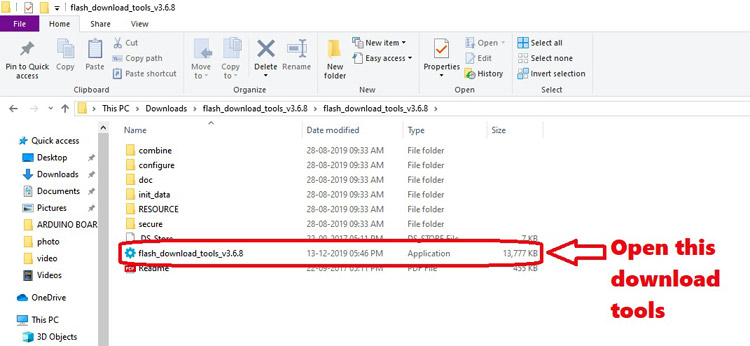 flash_download_tools_v3.6.8
File Home Share View
Pin to Quick access
Copy
Paste
Cut
Copy path
Paste shortcut
Clipboard
Move to
Copy to
Delete
Rename
Organize
New folder
New item
Easy access
New
Properties
Open
Edit
History
Open
Select all
Select none
Invert selection
Select
This PC > Downloads > flash_download_tools_v3.6.8 > flash_download_tools_v3.6.8 >
Quick access
Desktop
Downloads
Documents
Pictures
ARDUINO BOAR
photo
video
Videos
OneDrive
This PC
3D Objects
Name Date modified Type Size
combine 28-08-2019 09:33 AM File folder
configure 28-08-2019 09:33 AM File folder
doc 28-08-2019 09:33 AM File folder
init_data 28-08-2019 09:33 AM File folder
RESOURCE 28-08-2019 09:33 AM File folder
secure 28-08-2019 09:33 AM File folder
.DS_Store 22-09-2017 05:11 PM DS_STORE File 7 KB
flash_download_tools_v3.6.8 13-12-2019 05:46 PM Application 13,777 KB
Readme 22-09-2017 05:11 PM PDF File 455 KB
Open this
download
tools